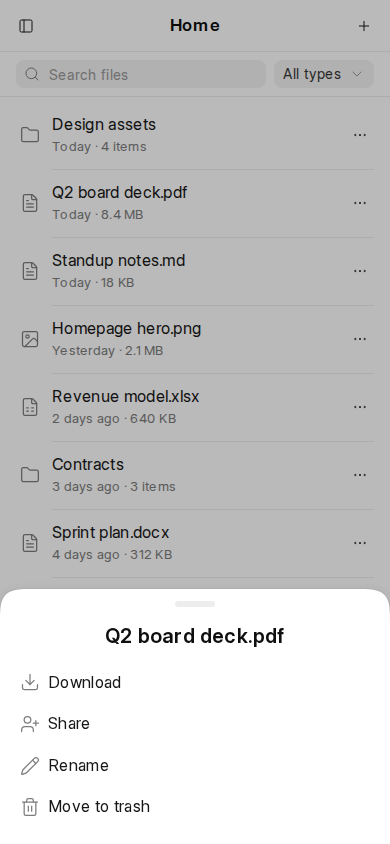 Home
Search files
All types
Design assets
Today · 4 items
Q2 board deck.pdf
Today · 8.4 MB
Standup notes.md
Today · 18 KB
Homepage hero.png
Yesterday · 2.1 MB
Revenue model.xlsx
2 days ago · 640 KB
Contracts
3 days ago · 3 items
Sprint plan.docx
4 days ago · 312 KB
Q2 board deck.pdf
Download
Share
Rename
Move to trash